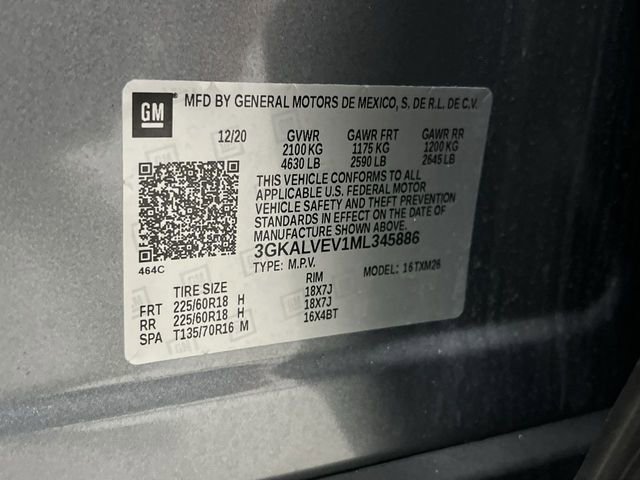 GM
MFD BY GENERAL MOTORS DE MEXICO, S. DE R.L. DE C.V.
12/20 GVWR GAWR FRT GAWR RR
2100 KG 1175 KG 1200 KG
4630 LB 2590 LB 2645 LB
THIS VEHICLE CONFORMS TO ALL
APPLICABLE U.S. FEDERAL MOTOR
VEHICLE SAFETY AND THEFT PREVENTION
STANDARDS IN EFFECT ON THE DATE OF
MANUFACTURE SHOWN ABOVE.
3GKALVEV1ML345886
464C
TYPE: M.P.V. MODEL: 16TXM26
TIRE SIZE RIM
FRT 225/60R18 H 18X7J
RR 225/60R18 H 18X7J
SPA T135/70R16 M 16X4BT